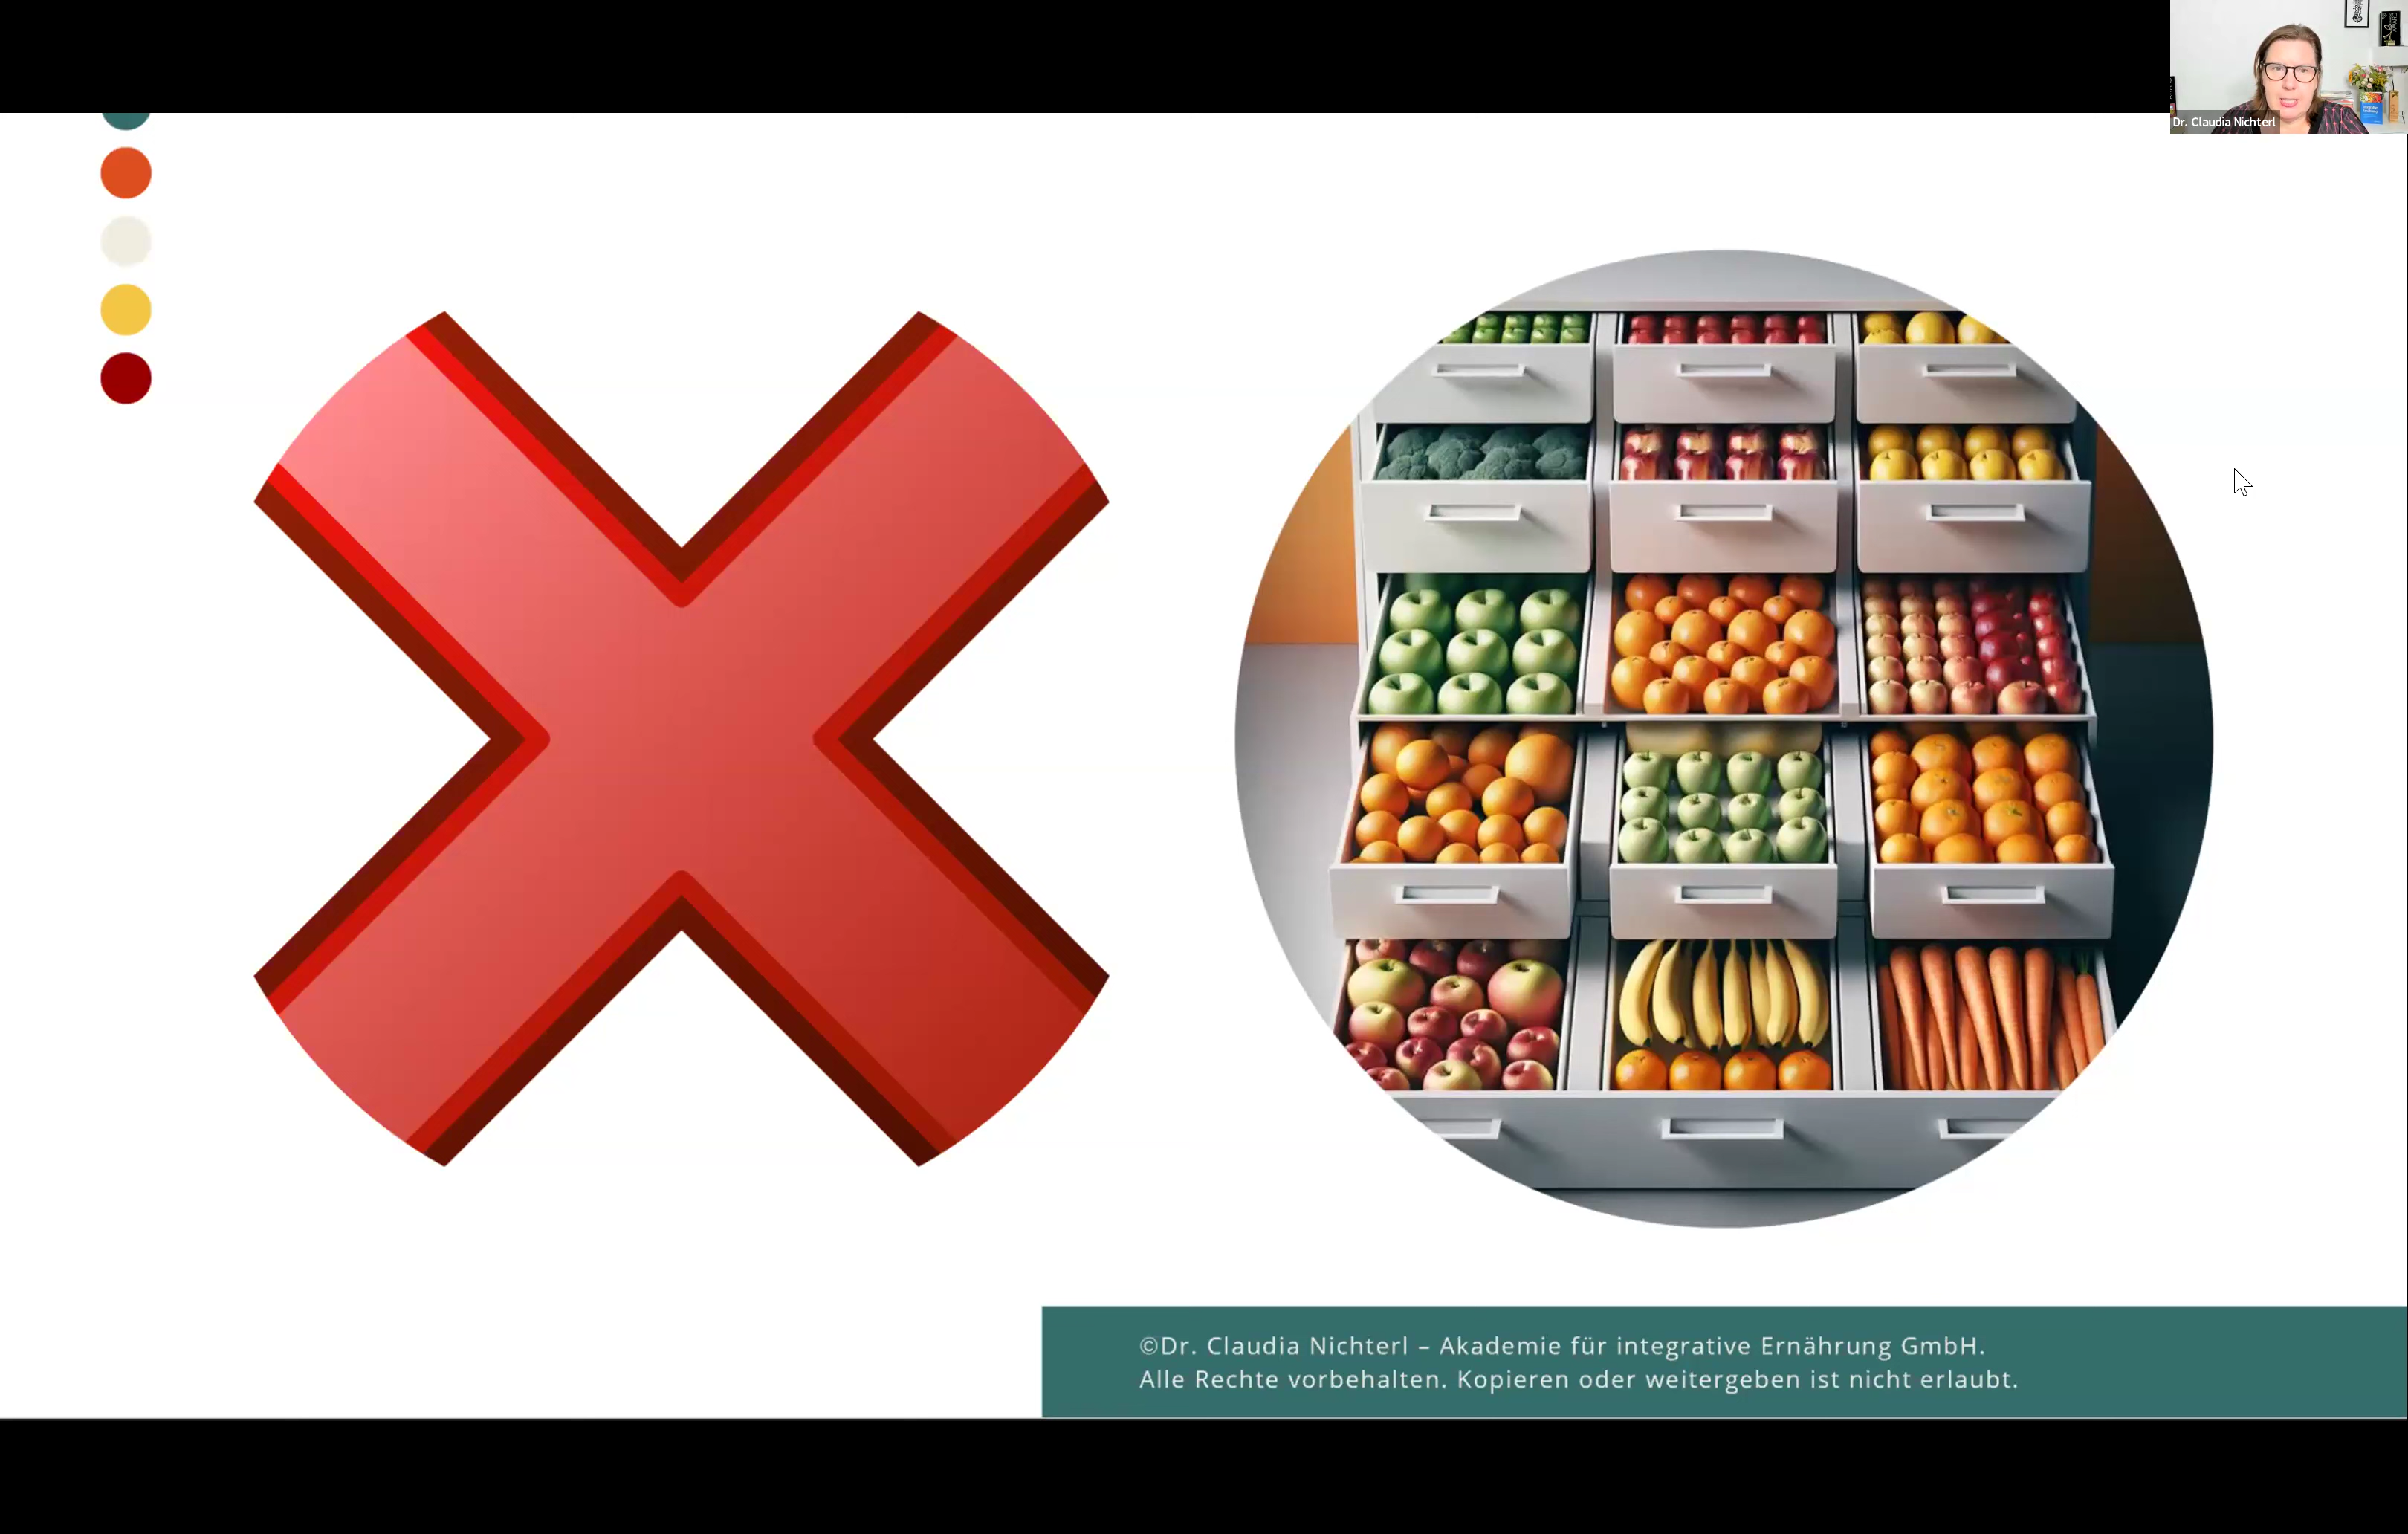 Dr. Claudia Nichterl
©Dr. Claudia Nichterl – Akademie für integrative Ernährung GmbH.
Alle Rechte vorbehalten. Kopieren oder weitergeben ist nicht erlaubt.